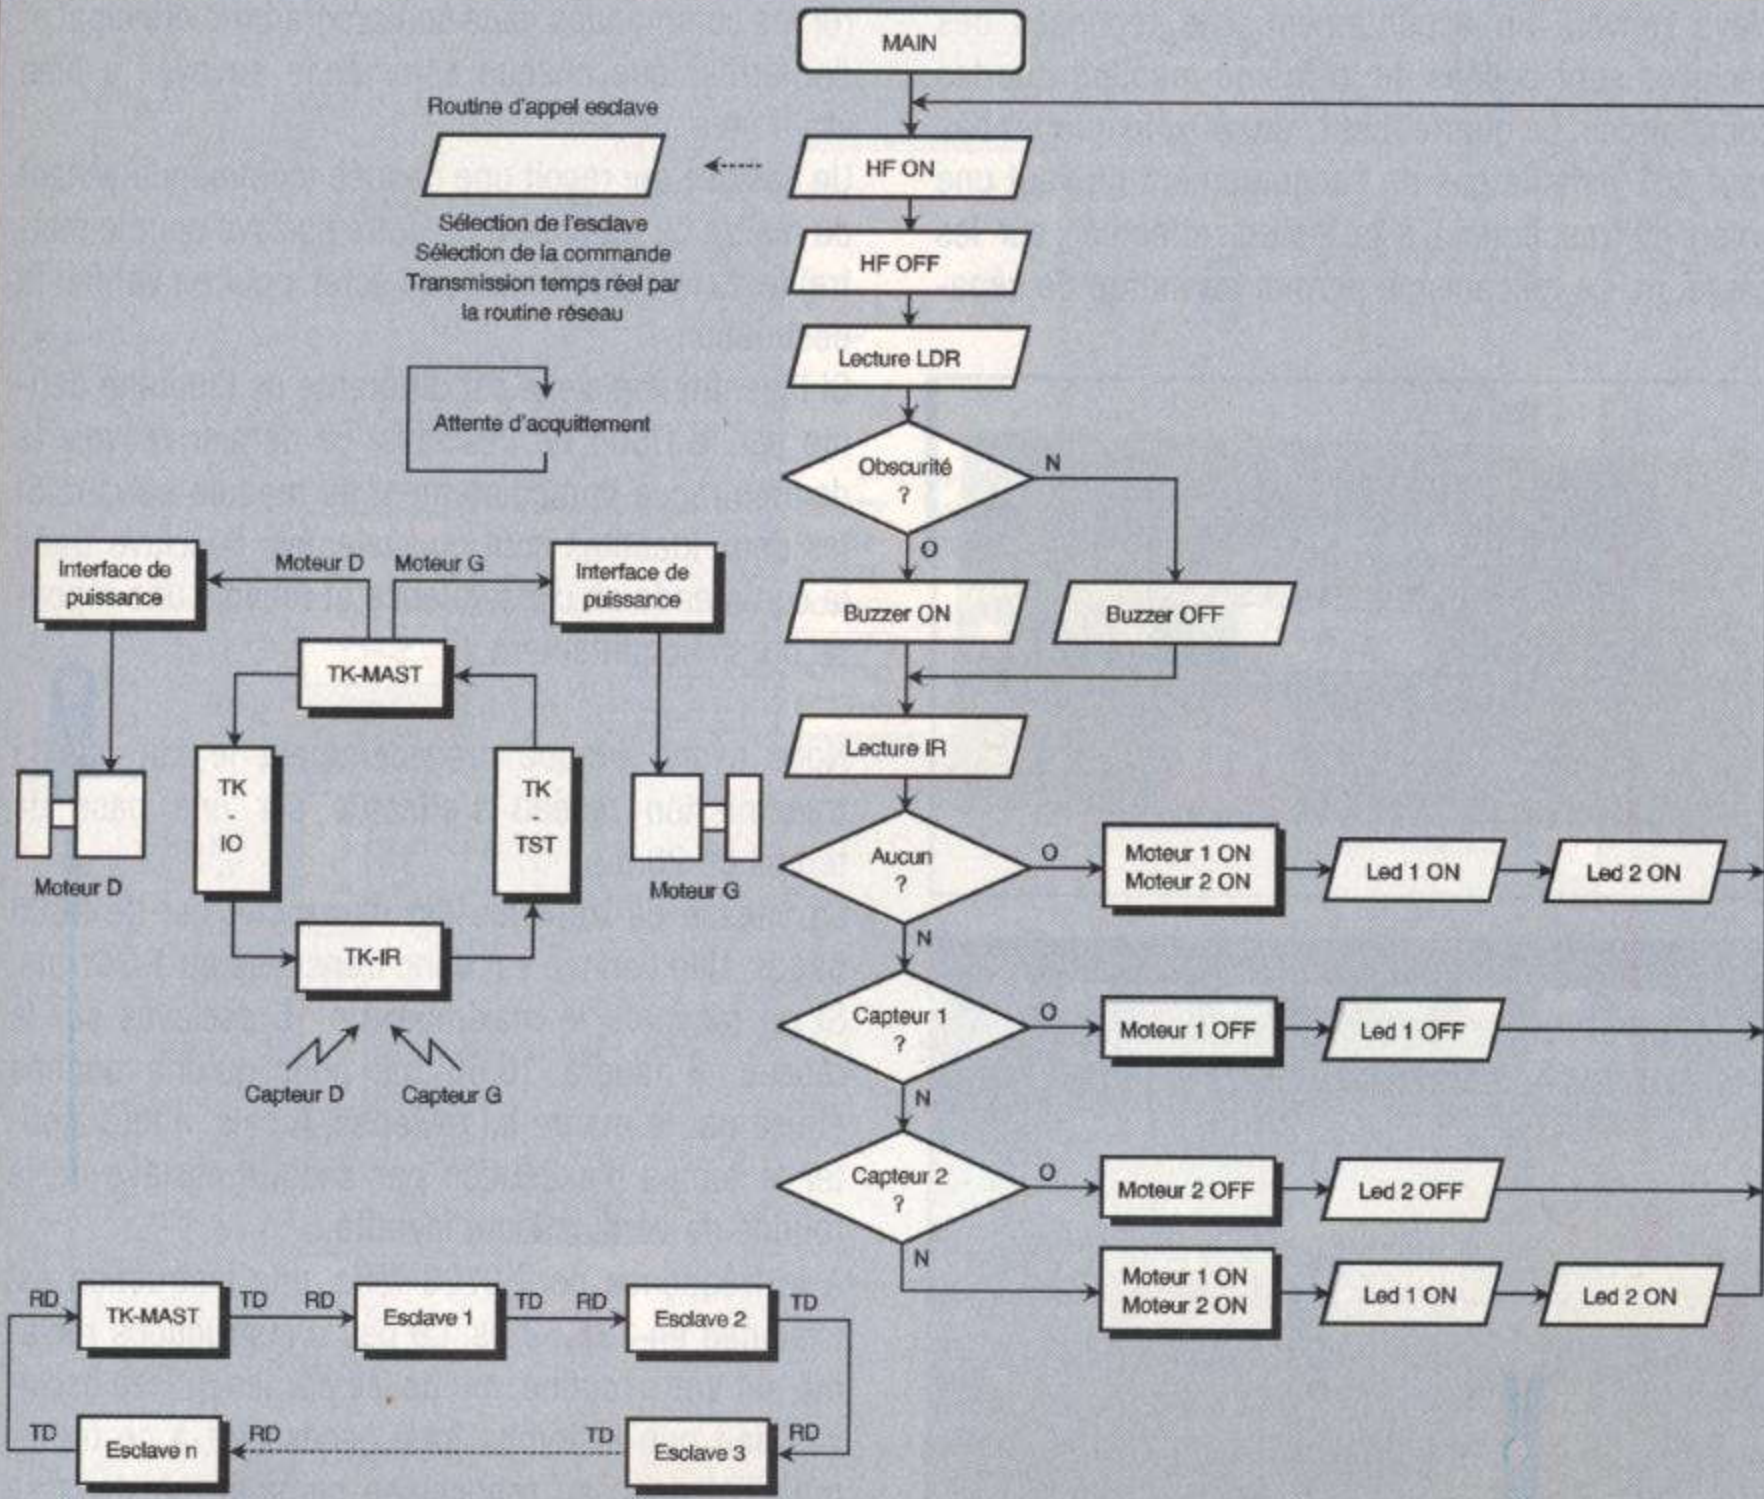 MAIN
Routine d'appel esclave
HF ON
Sélection de l'esclave
Sélection de la commande
Transmission temps réel par
la routine réseau
HF OFF
Lecture LDR
Attente d'acquittement
Obscurité
?
N
O
Buzzer ON
Buzzer OFF
Interface de
puissance
Moteur D
Moteur G
Interface de
puissance
TK-MAST
TK
-
IO
TK
-
TST
Moteur D
Moteur G
TK-IR
Capteur D
Capteur G
Lecture IR
Aucun
?
O
Moteur 1 ON
Moteur 2 ON
Led 1 ON
Led 2 ON
N
Capteur 1
?
O
Moteur 1 OFF
Led 1 OFF
N
Capteur 2
?
O
Moteur 2 OFF
Led 2 OFF
N
Moteur 1 ON
Moteur 2 ON
Led 1 ON
Led 2 ON
RD
TK-MAST
TD
RD
Esclave 1
TD
RD
Esclave 2
TD
TD
Esclave n
RD
TD
Esclave 3
RD